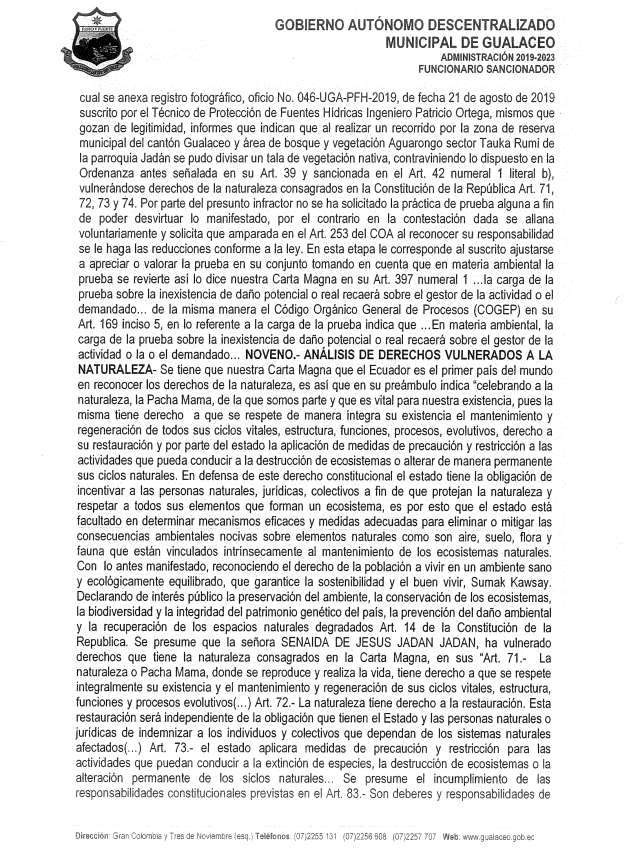 GOBIERNO AUTÓNOMO DESCENTRALIZADO
MUNICIPAL DE GUALACEO
ADMINISTRACIÓN 2019-2023
FUNCIONARIO SANCIONADOR
cual se anexa registro fotográfico, oficio No. 046-UGA-PFH-2019, de fecha 21 de agosto de 2019
suscrito por el Técnico de Protección de Fuentes Hídricas Ingeniero Patricio Ortega, mismos que
gozan de legitimidad, informes que indican que al realizar un recorrido por la zona de reserva
municipal del cantón Gualaceo y área de bosque y vegetación Aguarongo sector Tauka Rumi de
la parroquia Jadán se pudo divisar un tala de vegetación nativa, contraviniendo lo dispuesto en la
Ordenanza antes señalada en su Art. 39 y sancionada en el Art. 42 numeral 1 literal b),
vulnerándose derechos de la naturaleza consagrados en la Constitución de la República Art. 71,
72, 73 y 74. Por parte del presunto infractor no se ha solicitado la práctica de prueba alguna a fin
de poder desvirtuar lo manifestado, por el contrario en la contestación dada se allana
voluntariamente y solicita que amparada en el Art. 253 del COA al reconocer su responsabilidad
se le haga las reducciones conforme a la ley. En esta etapa le corresponde al suscrito ajustarse
a apreciar o valorar la prueba en su conjunto tomando en cuenta que en materia ambiental la
prueba se revierte así lo dice nuestra Carta Magna en su Art. 397 numeral 1 ...la carga de la
prueba sobre la inexistencia de daño potencial o real recaerá sobre el gestor de la actividad o el
demandado... de la misma manera el Código Orgánico General de Procesos (COGEP) en su
Art. 169 inciso 5, en lo referente a la carga de la prueba indica que ...En materia ambiental, la
carga de la prueba sobre la inexistencia de daño potencial o real recaerá sobre el gestor de la
actividad o la o el demandado... NOVENO.- ANÁLISIS DE DERECHOS VULNERADOS A LA
NATURALEZA- Se tiene que nuestra Carta Magna que el Ecuador es el primer país del mundo
en reconocer los derechos de la naturaleza, es así que en su preámbulo indica "celebrando a la
naturaleza, la Pacha Mama, de la que somos parte y que es vital para nuestra existencia, pues la
misma tiene derecho a que se respete de manera integra su existencia el mantenimiento y
regeneración de todos sus ciclos vitales, estructura, funciones, procesos, evolutivos, derecho a
su restauración y por parte del estado la aplicación de medidas de precaución y restricción a las
actividades que pueda conducir a la destrucción de ecosistemas o alterar de manera permanente
sus ciclos naturales. En defensa de este derecho constitucional el estado tiene la obligación de
incentivar a las personas naturales, jurídicas, colectivos a fin de que protejan la naturaleza y
respetar a todos sus elementos que forman un ecosistema, es por esto que el estado está
facultado en determinar mecanismos eficaces y medidas adecuadas para eliminar o mitigar las
consecuencias ambientales nocivas sobre elementos naturales como son aire, suelo, flora y
fauna que están vinculados intrínsecamente al mantenimiento de los ecosistemas naturales.
Con lo antes manifestado, reconociendo el derecho de la población a vivir en un ambiente sano
y ecológicamente equilibrado, que garantice la sostenibilidad y el buen vivir, Sumak Kawsay.
Declarando de interés público la preservación del ambiente, la conservación de los ecosistemas,
la biodiversidad y la integridad del patrimonio genético del país, la prevención del daño ambiental
y la recuperación de los espacios naturales degradados Art. 14 de la Constitución de la
Republica. Se presume que la señora SENAIDA DE JESUS JADAN JADAN, ha vulnerado
derechos que tiene la naturaleza consagrados en la Carta Magna, en sus "Art. 71.- La
naturaleza o Pacha Mama, donde se reproduce y realiza la vida, tiene derecho a que se respete
integralmente su existencia y el mantenimiento y regeneración de sus ciclos vitales, estructura,
funciones y procesos evolutivos(...) Art. 72.- La naturaleza tiene derecho a la restauración. Esta
restauración será independiente de la obligación que tienen el Estado y las personas naturales o
jurídicas de indemnizar a los individuos y colectivos que dependan de los sistemas naturales
afectados(...) Art. 73.- el estado aplicara medidas de precaución y restricción para las
actividades que puedan conducir a la extinción de especies, la destrucción de ecosistemas o la
alteración permanente de los siclos naturales... Se presume el incumplimiento de las
responsabilidades constitucionales previstas en el Art. 83.- Son deberes y responsabilidades de
Dirección: Gran Colombia y Tres de Noviembre (esq.) Teléfonos: (07)2255 131 (07)2256 608 (07)2257 707 Web: www.gualaceo.gob.ec